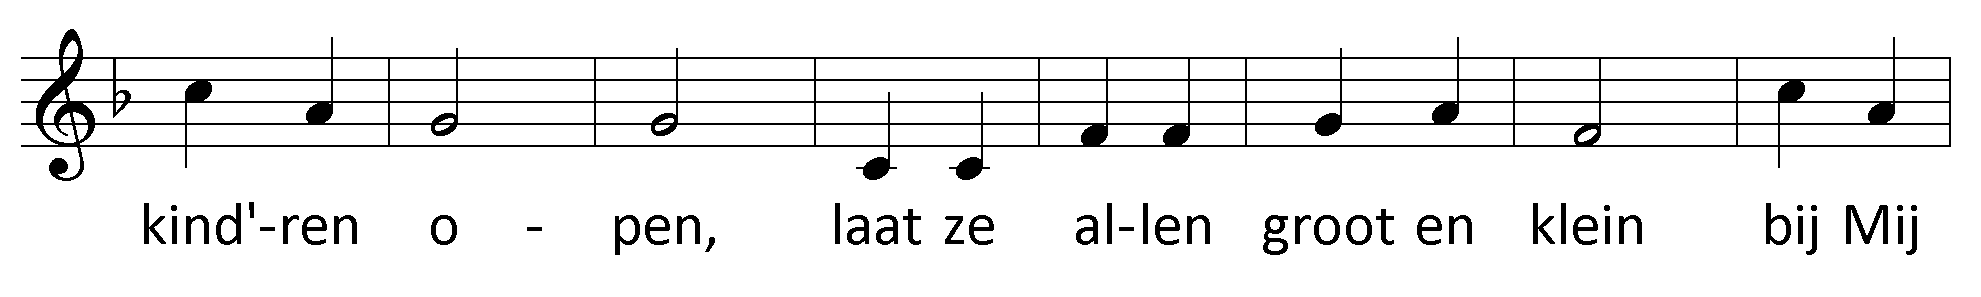 kind'-ren o - pen, laat ze al-len groot en klein bij Mij